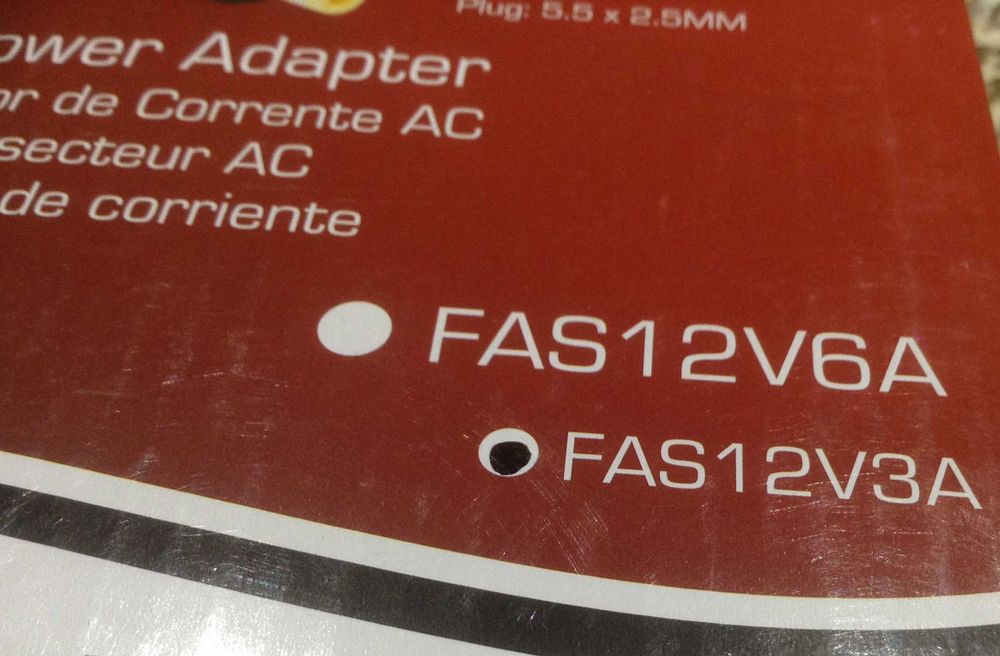 Plug: 5.5 x 2.5MM
ower Adapter
or de Corrente AC
secteur AC
de corriente
FAS12V6A
FAS12V3A